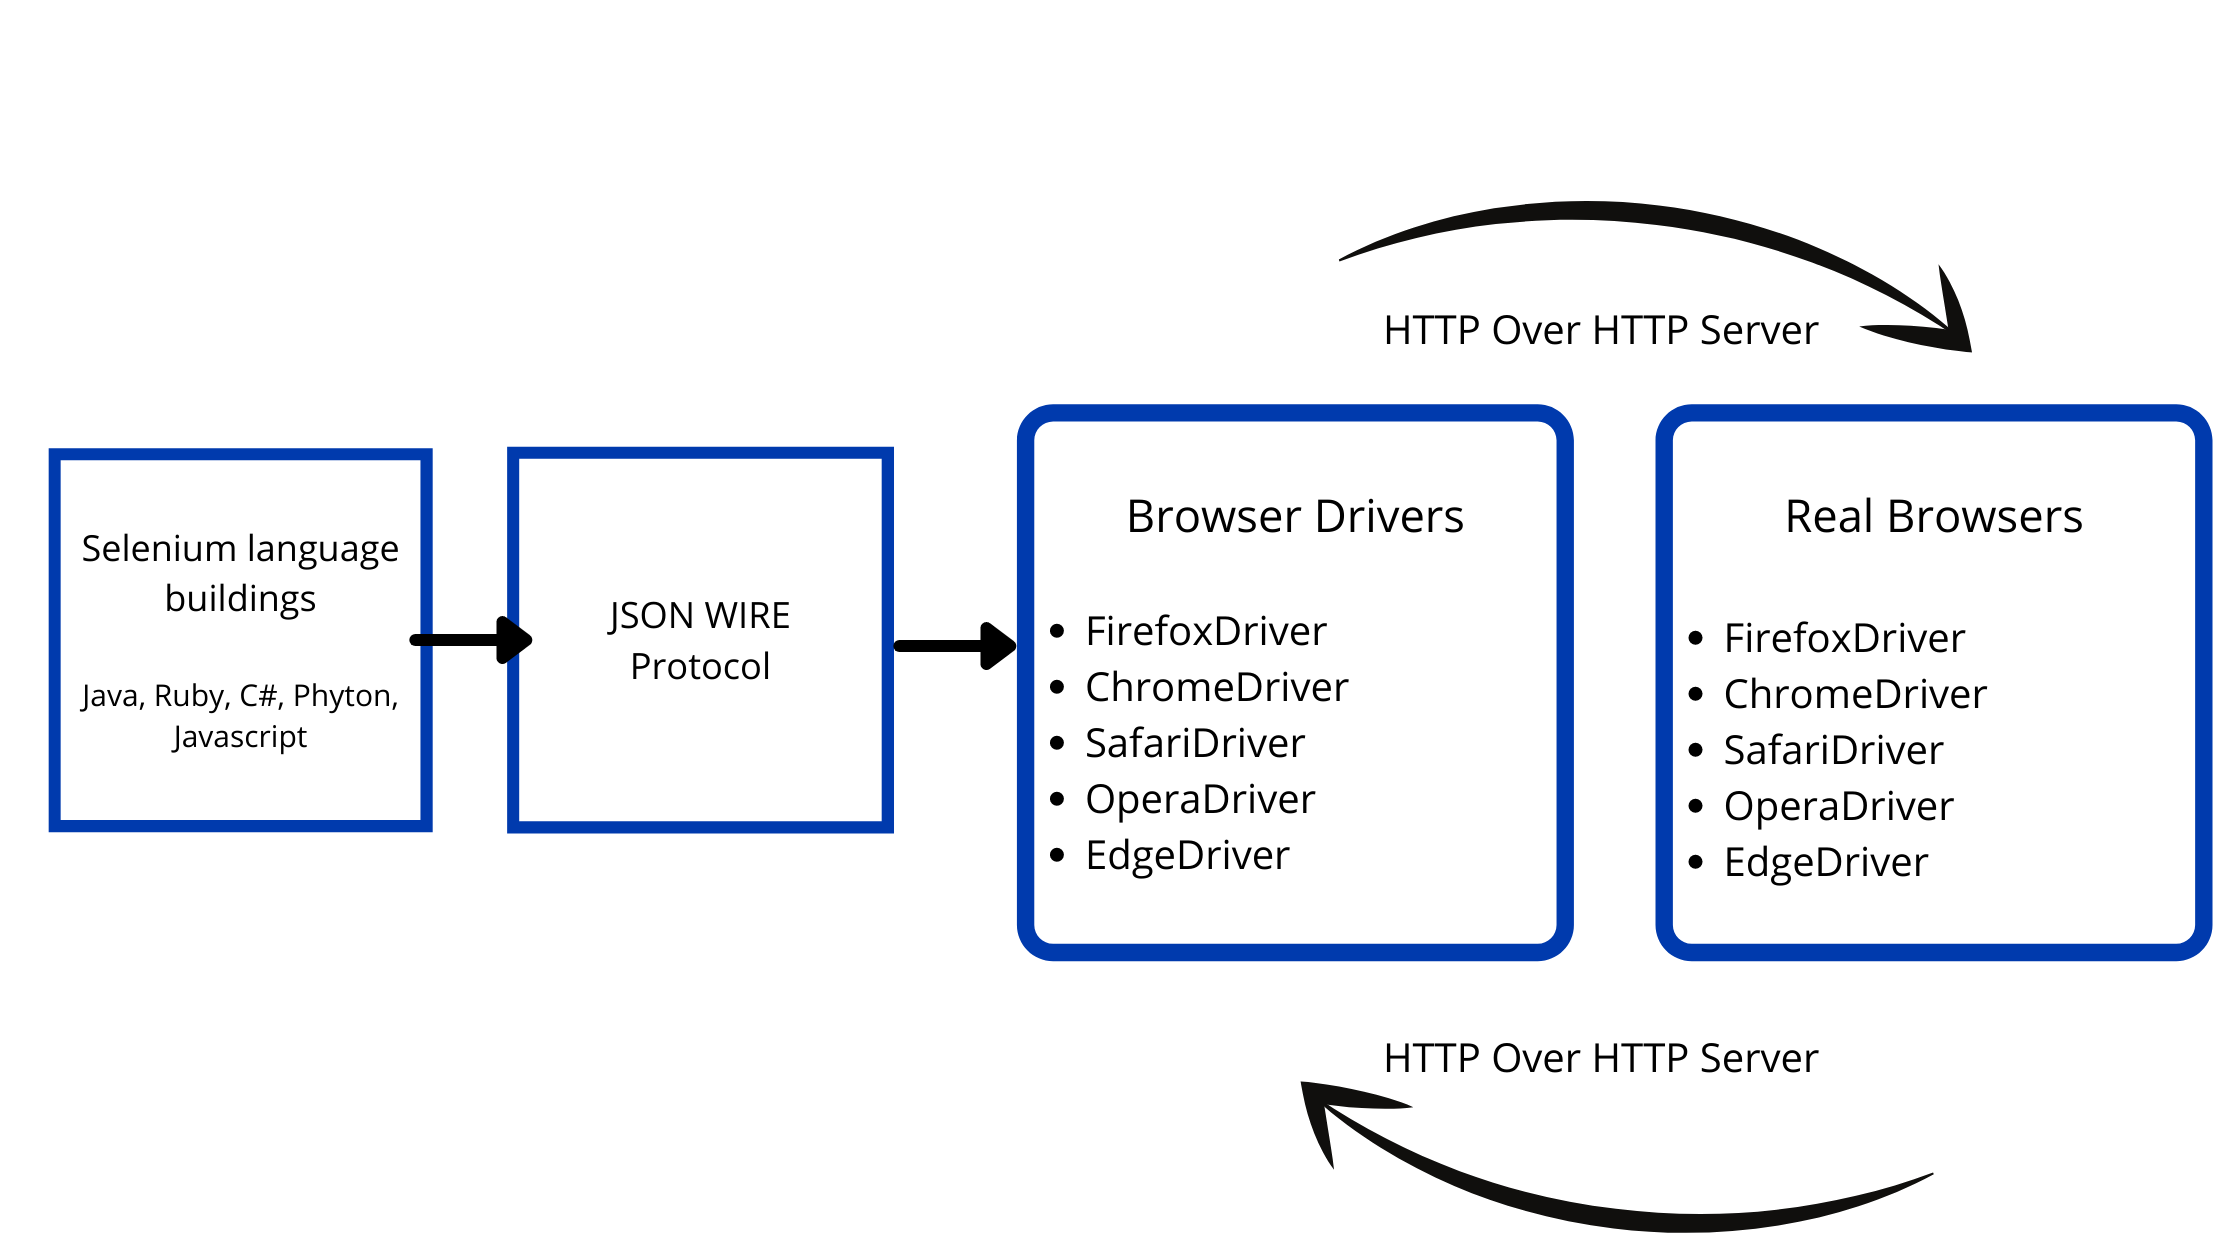 HTTP Over HTTP Server
Selenium language
buildings
Java, Ruby, C#, Phyton,
Javascript
JSON WIRE
Protocol
Browser Drivers
• FirefoxDriver
• ChromeDriver
• SafariDriver
• OperaDriver
• EdgeDriver
Real Browsers
• FirefoxDriver
• ChromeDriver
• SafariDriver
• OperaDriver
• EdgeDriver
HTTP Over HTTP Server